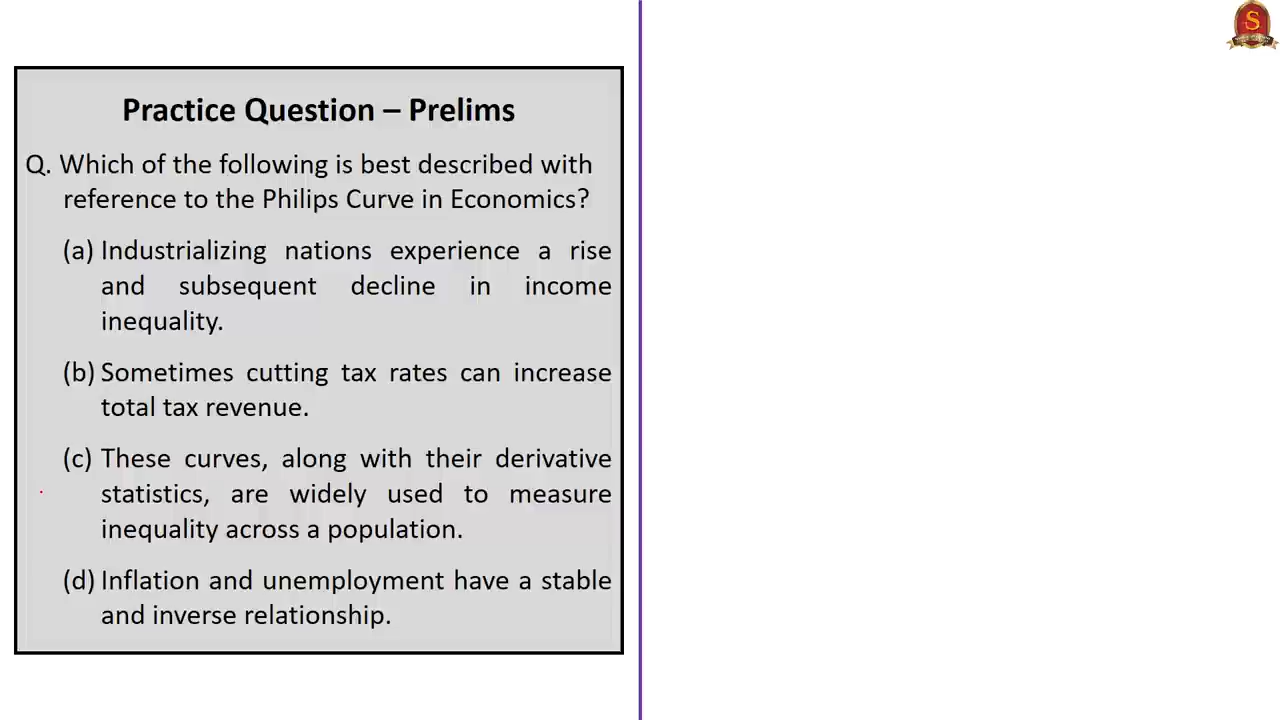 S
Practice Question – Prelims
Q. Which of the following is best described with
reference to the Philips Curve in Economics?
(a) Industrializing nations experience a rise
and subsequent decline in income
inequality.
(b) Sometimes cutting tax rates can increase
total tax revenue.
(c) These curves, along with their derivative
statistics, are widely used to measure
inequality across a population.
(d) Inflation and unemployment have a stable
and inverse relationship.